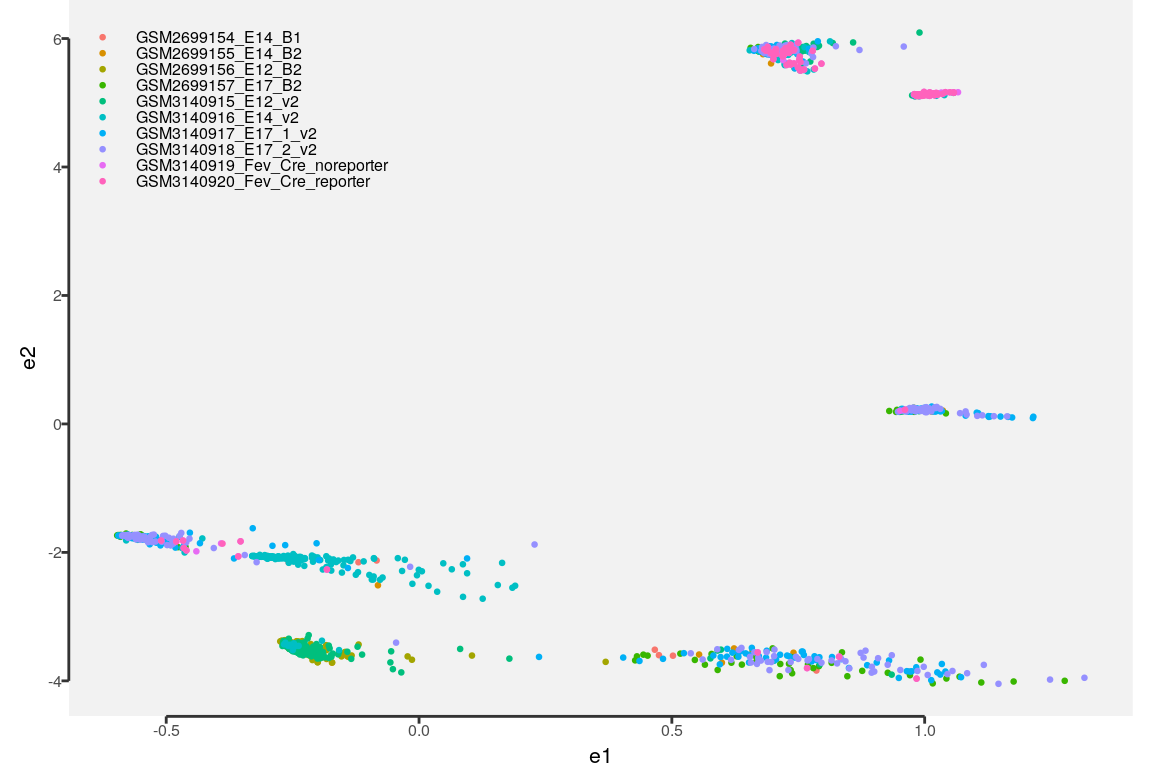 6
GSM2699154_E14_B1
GSM2699155_E14_B2
GSM2699156_E12_B2
GSM2699157_E17_B2
GSM3140915_E12_v2
GSM3140916_E14_v2
GSM3140917_E17_1_v2
GSM3140918_E17_2_v2
4
GSM3140919_Fev_Cre_noreporter
GSM3140920_Fev_Cre_reporter
2
e2
0
-2
-4
-0.5 0.0 0.5 1.0
e1